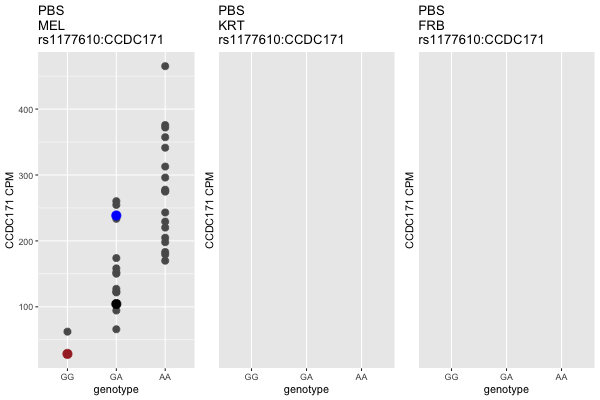 PBS
MEL
rs1177610:CCDC171
CCDC171 CPM
400
300
200
100
GG GA AA
genotype
PBS
KRT
rs1177610:CCDC171
CCDC171 CPM
GG GA AA
genotype
PBS
FRB
rs1177610:CCDC171
CCDC171 CPM
GG GA AA
genotype